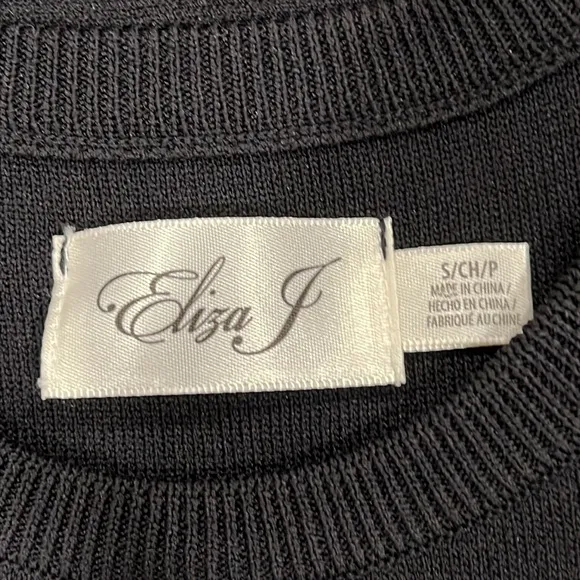 Eliza J
S/CH/P
MADE IN CHINA /
HECHO EN CHINA /
FABRIQUÉ AU CHINE